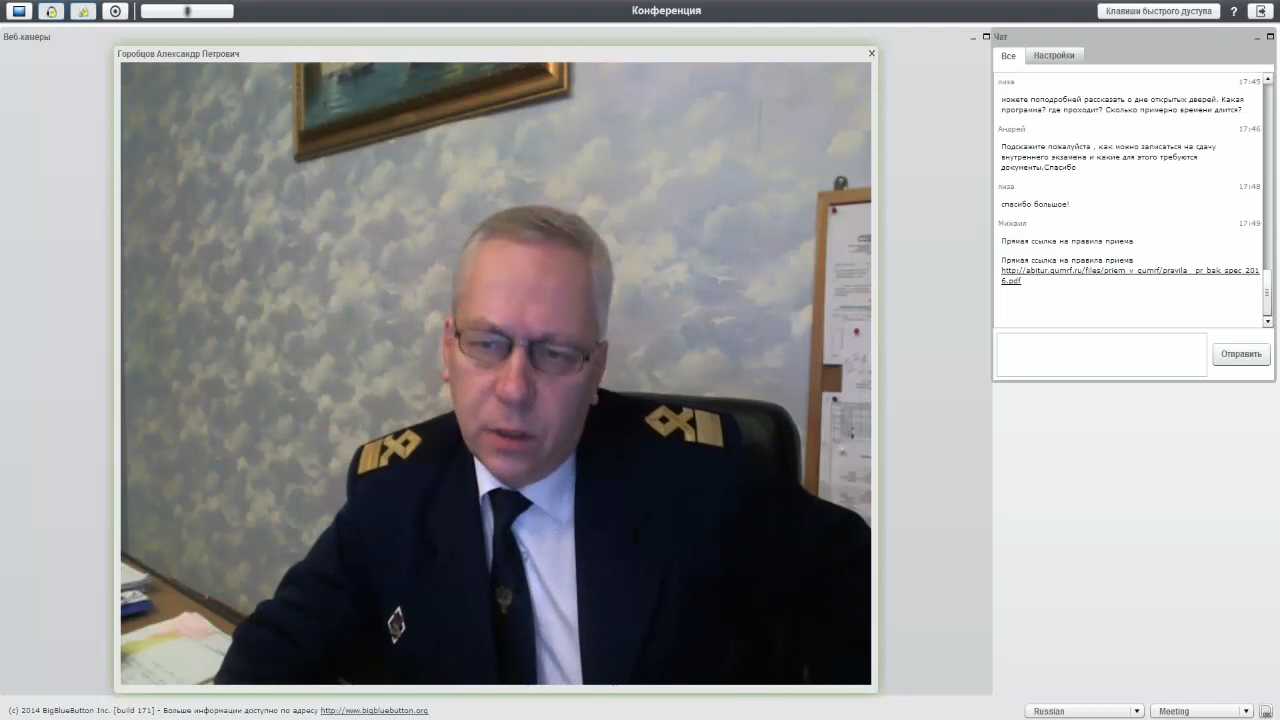 Конференция
Клавиши быстрого доступа
?
Веб-камеры
Горобцов Александр Петрович
Чат
Все
Настройки
лиза 17:45
можете поподробней рассказать о дне открытых дверей. Какая
программа? где проходит? Сколько примерно времени длится?
Андрей 17:46
Подскажите пожалуйста , как можно записаться на сдачу
внутреннего экзамена и какие для этого требуются
документы.Спасибо
лиза 17:48
спасибо большое!
Михаил 17:49
Прямая ссылка на правила приема
Прямая ссылка на правила приема
http://abitur.gumrf.ru/files/priem_v_gumrf/pravila__pr_bak_spec_201
6.pdf
Отправить
(c) 2014 BigBlueButton Inc. [build 171] - Больше информации доступно по адресу http://www.bigbluebutton.org
Russian
Meeting